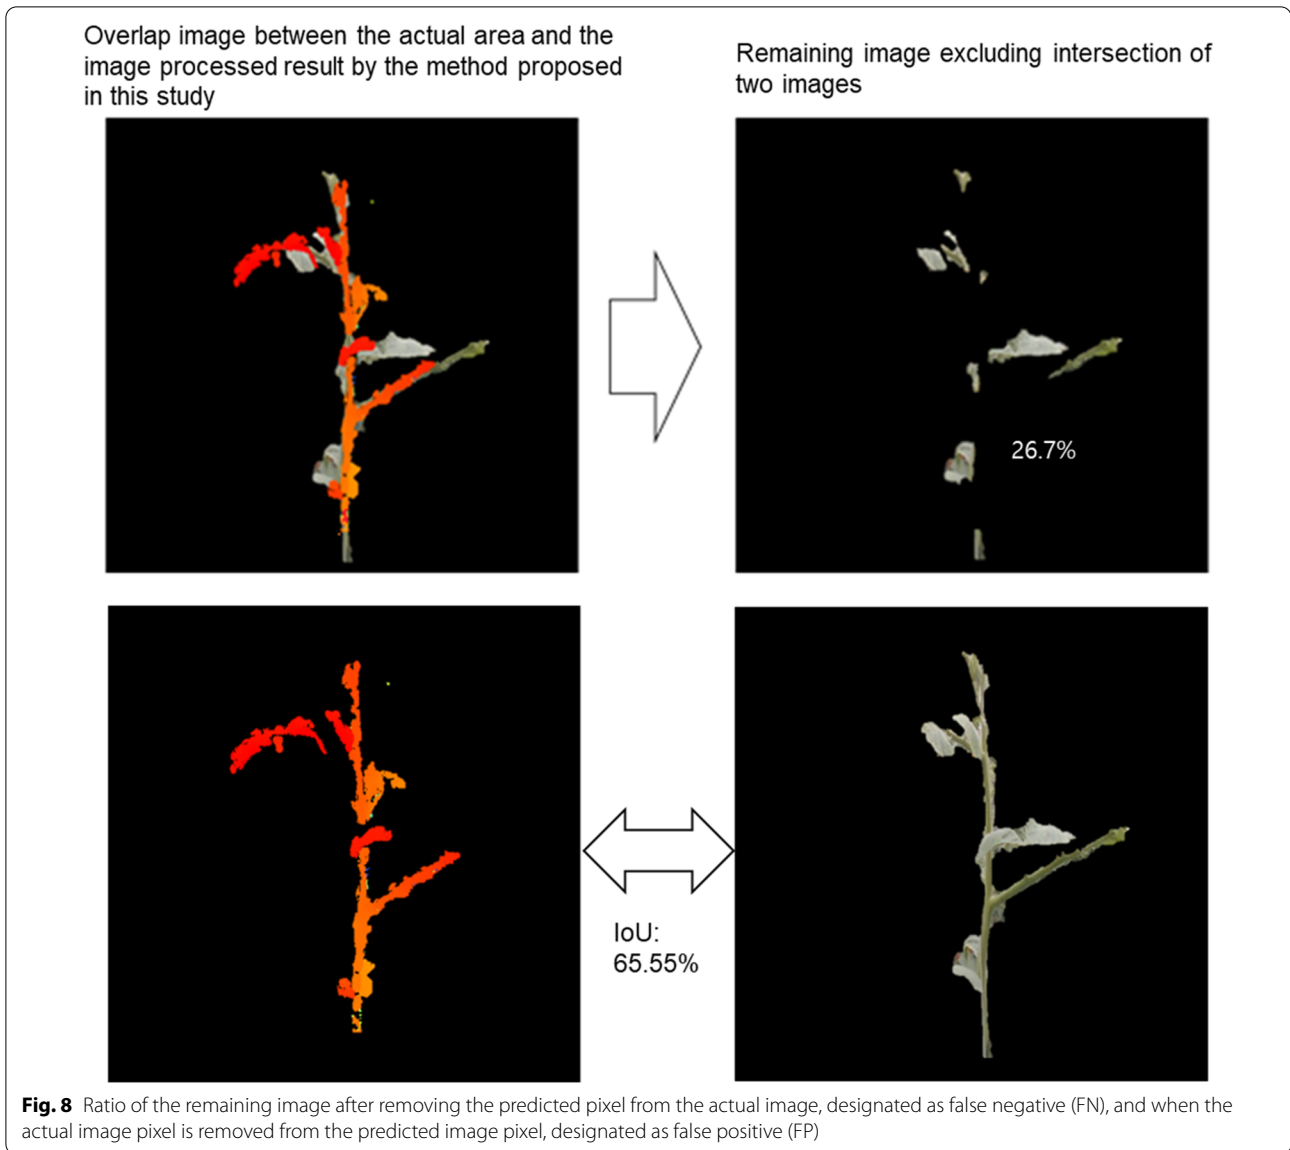 Overlap image between the actual area and the
image processed result by the method proposed
in this study
Remaining image excluding intersection of
two images
26.7%
IoU:
65.55%
Fig. 8 Ratio of the remaining image after removing the predicted pixel from the actual image, designated as false negative (FN), and when the
actual image pixel is removed from the predicted image pixel, designated as false positive (FP)